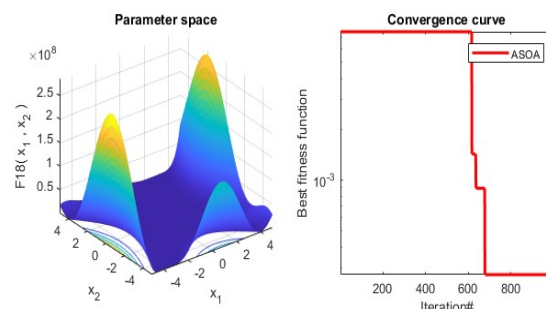 Parameter space
×10⁸
2.5
2
1.5
1
0.5
F18( x₁ , x₂ )
4 2 0 -2 -4
x₂
-4 -2 0 2 4
x₁
Convergence curve
ASOA
Best fitness function
10⁻³
200 400 600 800
Iteration#